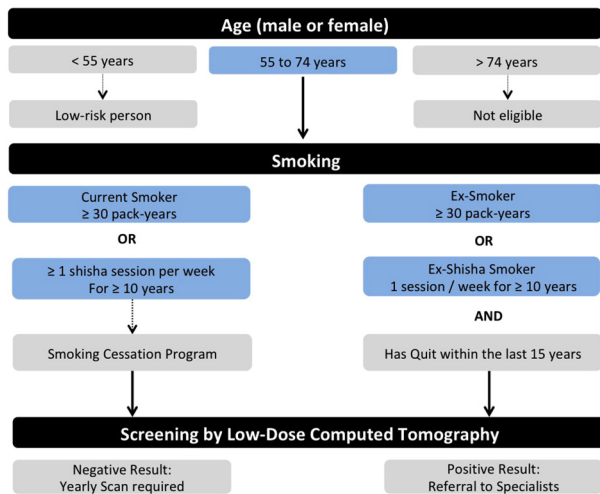 Age (male or female)
< 55 years
55 to 74 years
> 74 years
Low-risk person
Not eligible
Smoking
Current Smoker
≥ 30 pack-years
OR
≥ 1 shisha session per week
For ≥ 10 years
Smoking Cessation Program
Ex-Smoker
≥ 30 pack-years
OR
Ex-Shisha Smoker
1 session / week for ≥ 10 years
AND
Has Quit within the last 15 years
Screening by Low-Dose Computed Tomography
Negative Result:
Yearly Scan required
Positive Result:
Referral to Specialists